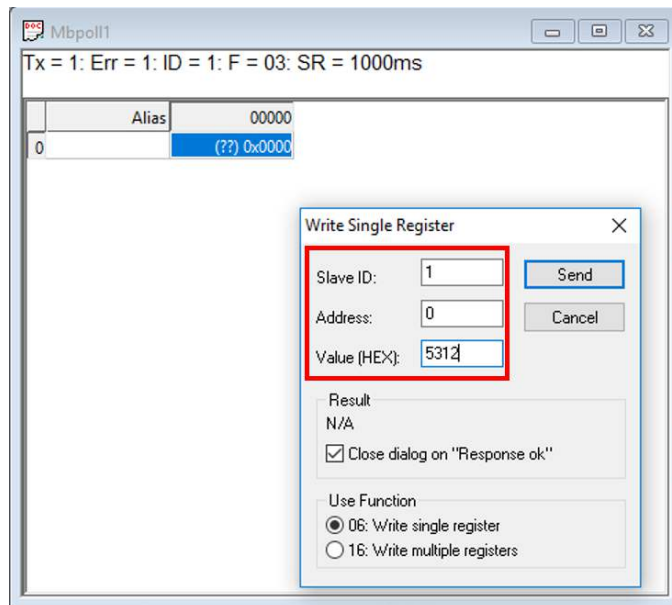 DOC
Mbpoll1
Tx = 1: Err = 1: ID = 1: F = 03: SR = 1000ms
Alias 00000
0 (??) 0x0000
Write Single Register
Slave ID: 1 Send
Address: 0 Cancel
Value (HEX): 5312
Result
N/A
Close dialog on "Response ok"
Use Function
06: Write single register
16: Write multiple registers